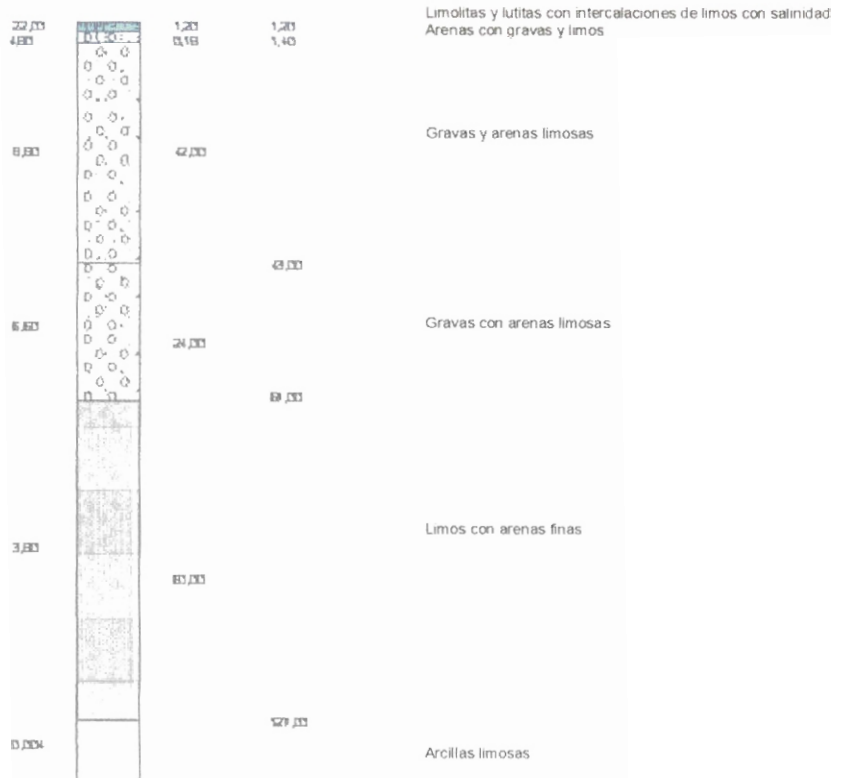 Limolitas y lutitas con intercalaciones de limos con salinidad
22,00 1,20 1,20
Arenas con gravas y limos
4,80 0,18 1,40
Gravas y arenas limosas
8,80 42,00
43,00
Gravas con arenas limosas
6,60
24,00
,00
Limos con arenas finas
3,80
60,00
127,00
Arcillas limosas